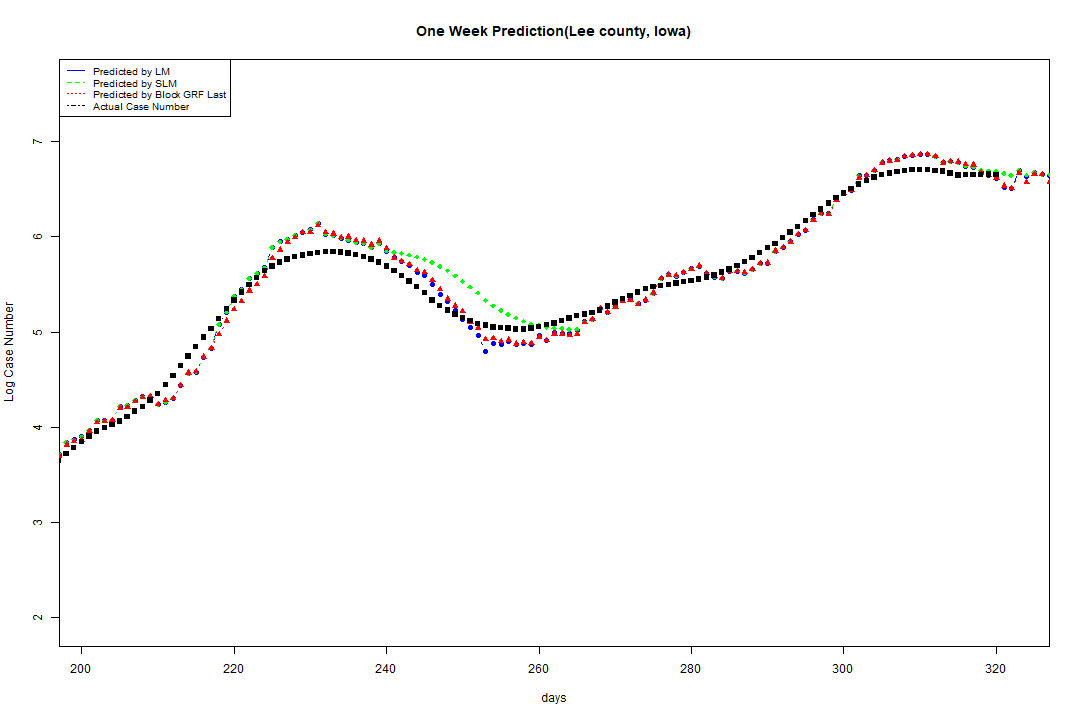 One Week Prediction(Lee county, Iowa)
Predicted by LM
Predicted by SLM
Predicted by Block GRF Last
Actual Case Number
7
6
5
4
3
2
Log Case Number
200 220 240 260 280 300 320
days